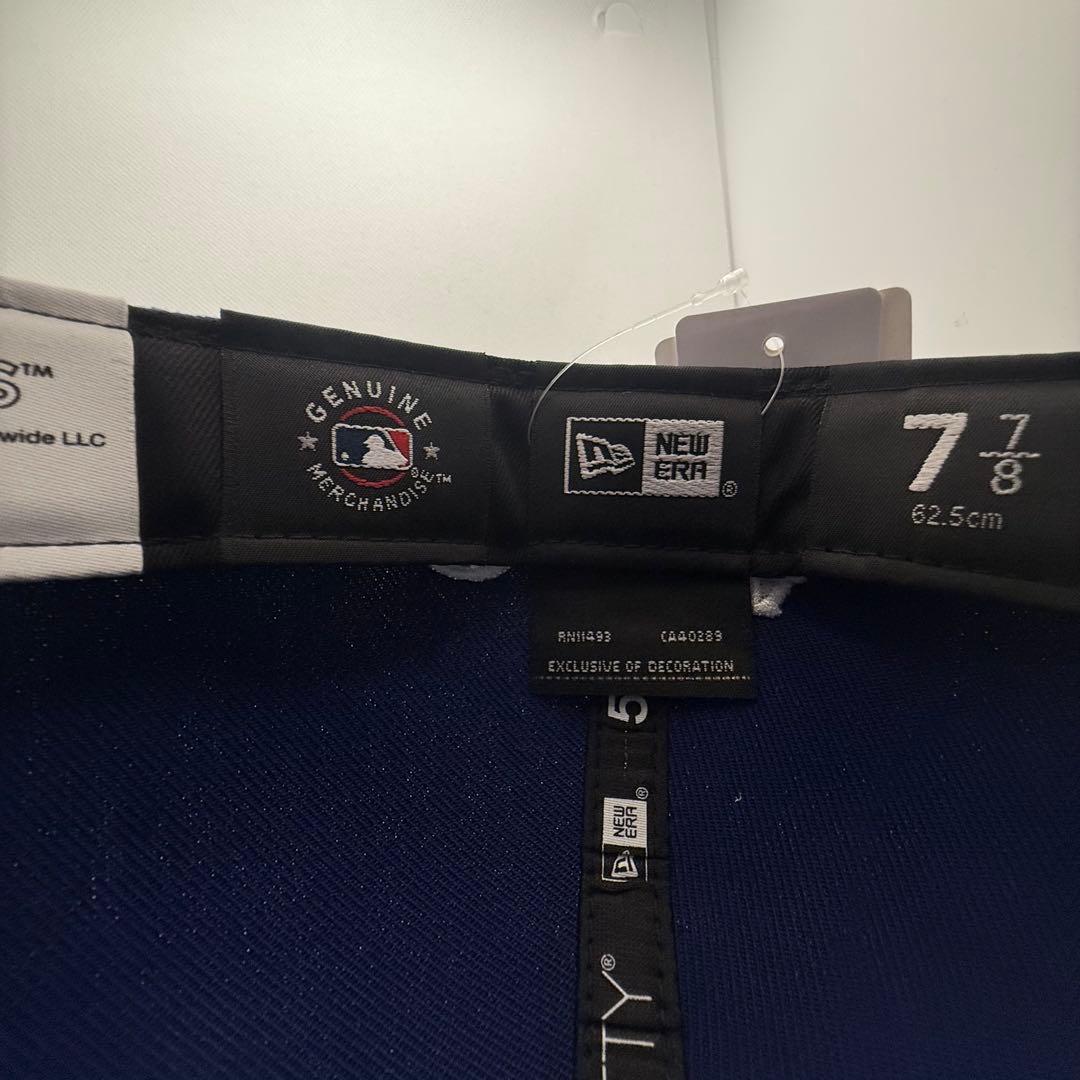 S™
wide LLC
GENUINE
MERCHANDISE™
NEW
ERA®
7 7/8
62.5cm
RN11493 CA40289
EXCLUSIVE OF DECORATION
5
NEW
ERA®
TY®